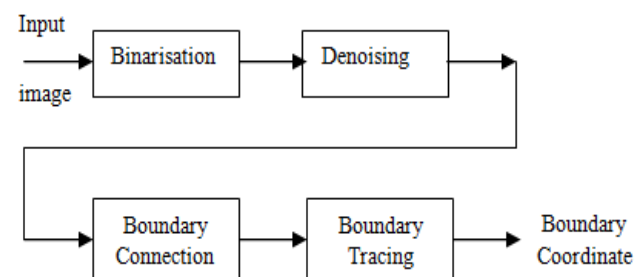 Input
image
Binarisation
Denoising
Boundary
Connection
Boundary
Tracing
Boundary
Coordinate